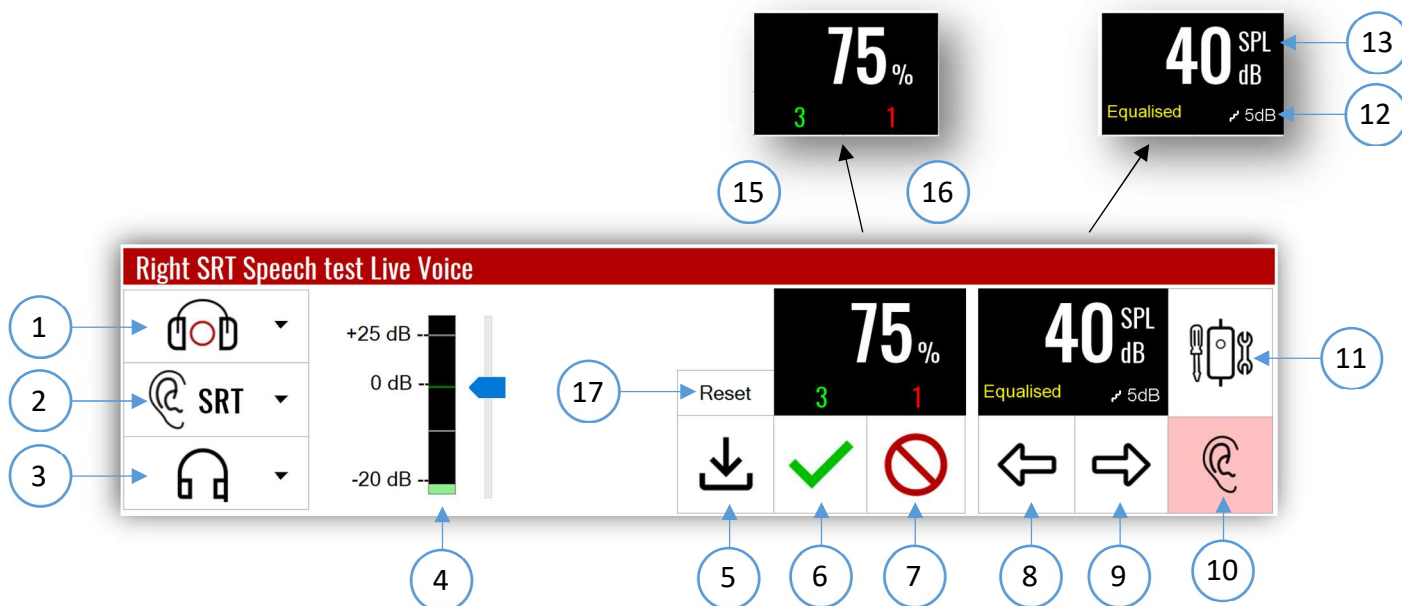 75 %
3 1
40 SPL dB
Equalised 5dB
13
12
15
16
Right SRT Speech test Live Voice
1
2
SRT
3
+25 dB
0 dB
-20 dB
17
Reset
75 %
3 1
40 SPL dB
Equalised 5dB
11
4
5
6
7
8
9
10